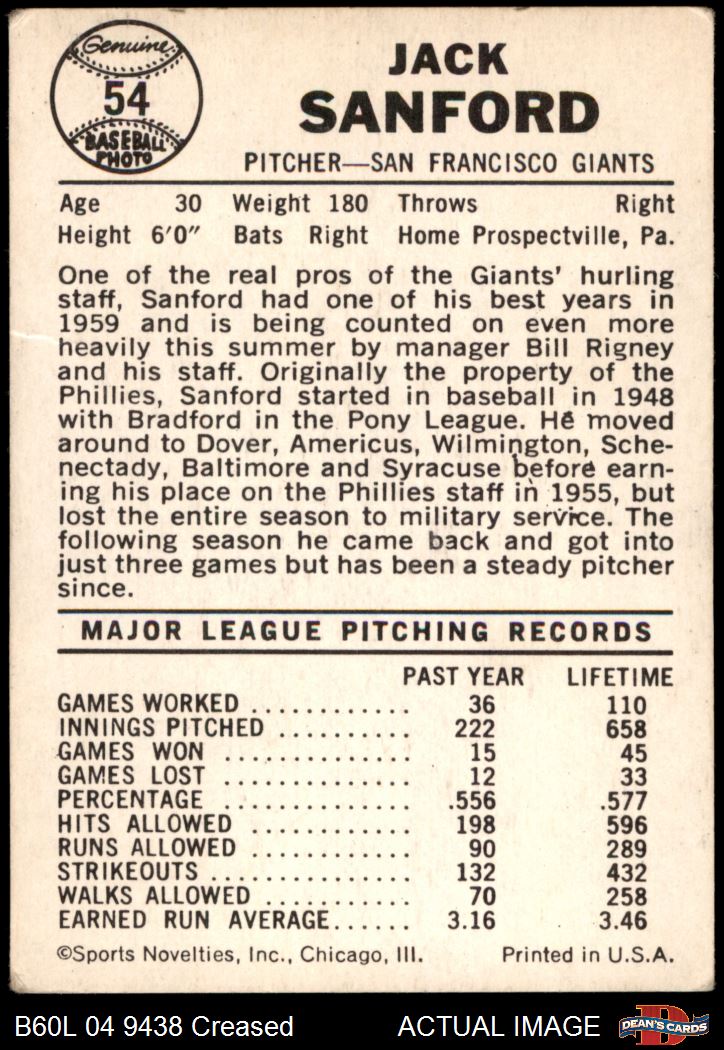 Genuine
54
BASEBALL
PHOTO
JACK
SANFORD
PITCHER—SAN FRANCISCO GIANTS
Age 30 Weight 180 Throws Right
Height 6'0" Bats Right Home Prospectville, Pa.
One of the real pros of the Giants' hurling
staff, Sanford had one of his best years in
1959 and is being counted on even more
heavily this summer by manager Bill Rigney
and his staff. Originally the property of the
Phillies, Sanford started in baseball in 1948
with Bradford in the Pony League. He moved
around to Dover, Americus, Wilmington, Sche-
nectady, Baltimore and Syracuse before earn-
ing his place on the Phillies staff in 1955, but
lost the entire season to military service. The
following season he came back and got into
just three games but has been a steady pitcher
since.
MAJOR LEAGUE PITCHING RECORDS
PAST YEAR LIFETIME
GAMES WORKED ............ 36 110
INNINGS PITCHED .......... 222 658
GAMES WON .............. 15 45
GAMES LOST .............. 12 33
PERCENTAGE .............. .556 .577
HITS ALLOWED ............ 198 596
RUNS ALLOWED ............ 90 289
STRIKEOUTS ............... 132 432
WALKS ALLOWED ........... 70 258
EARNED RUN AVERAGE...... 3.16 3.46
©Sports Novelties, Inc., Chicago, Ill. Printed in U.S.A.
B60L 04 9438 Creased ACTUAL IMAGE D DEAN'S CARDS